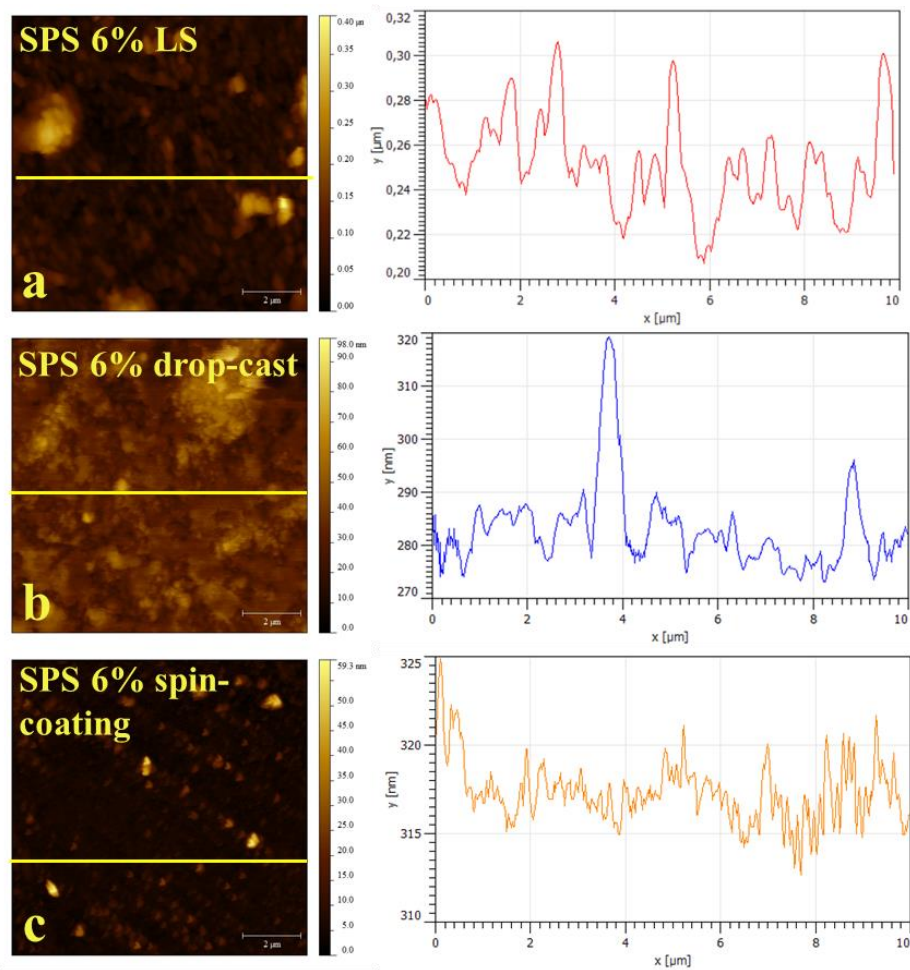 SPS 6% LS
a
2 µm
0.40 µm
0.35
0.30
0.25
0.20
0.15
0.10
0.05
0.00
0,32
0,30
0,28
0,26
0,24
0,22
0,20
y [µm]
0 2 4 6 8 10
x [µm]
SPS 6% drop-cast
b
2 µm
98.0 nm
90.0
80.0
70.0
60.0
50.0
40.0
30.0
20.0
10.0
0.0
320
310
300
290
280
270
y [nm]
0 2 4 6 8 10
x [µm]
SPS 6% spin-
coating
c
2 µm
59.3 nm
50.0
45.0
40.0
35.0
30.0
25.0
20.0
15.0
10.0
5.0
0.0
325
320
315
310
y [nm]
0 2 4 6 8 10
x [µm]